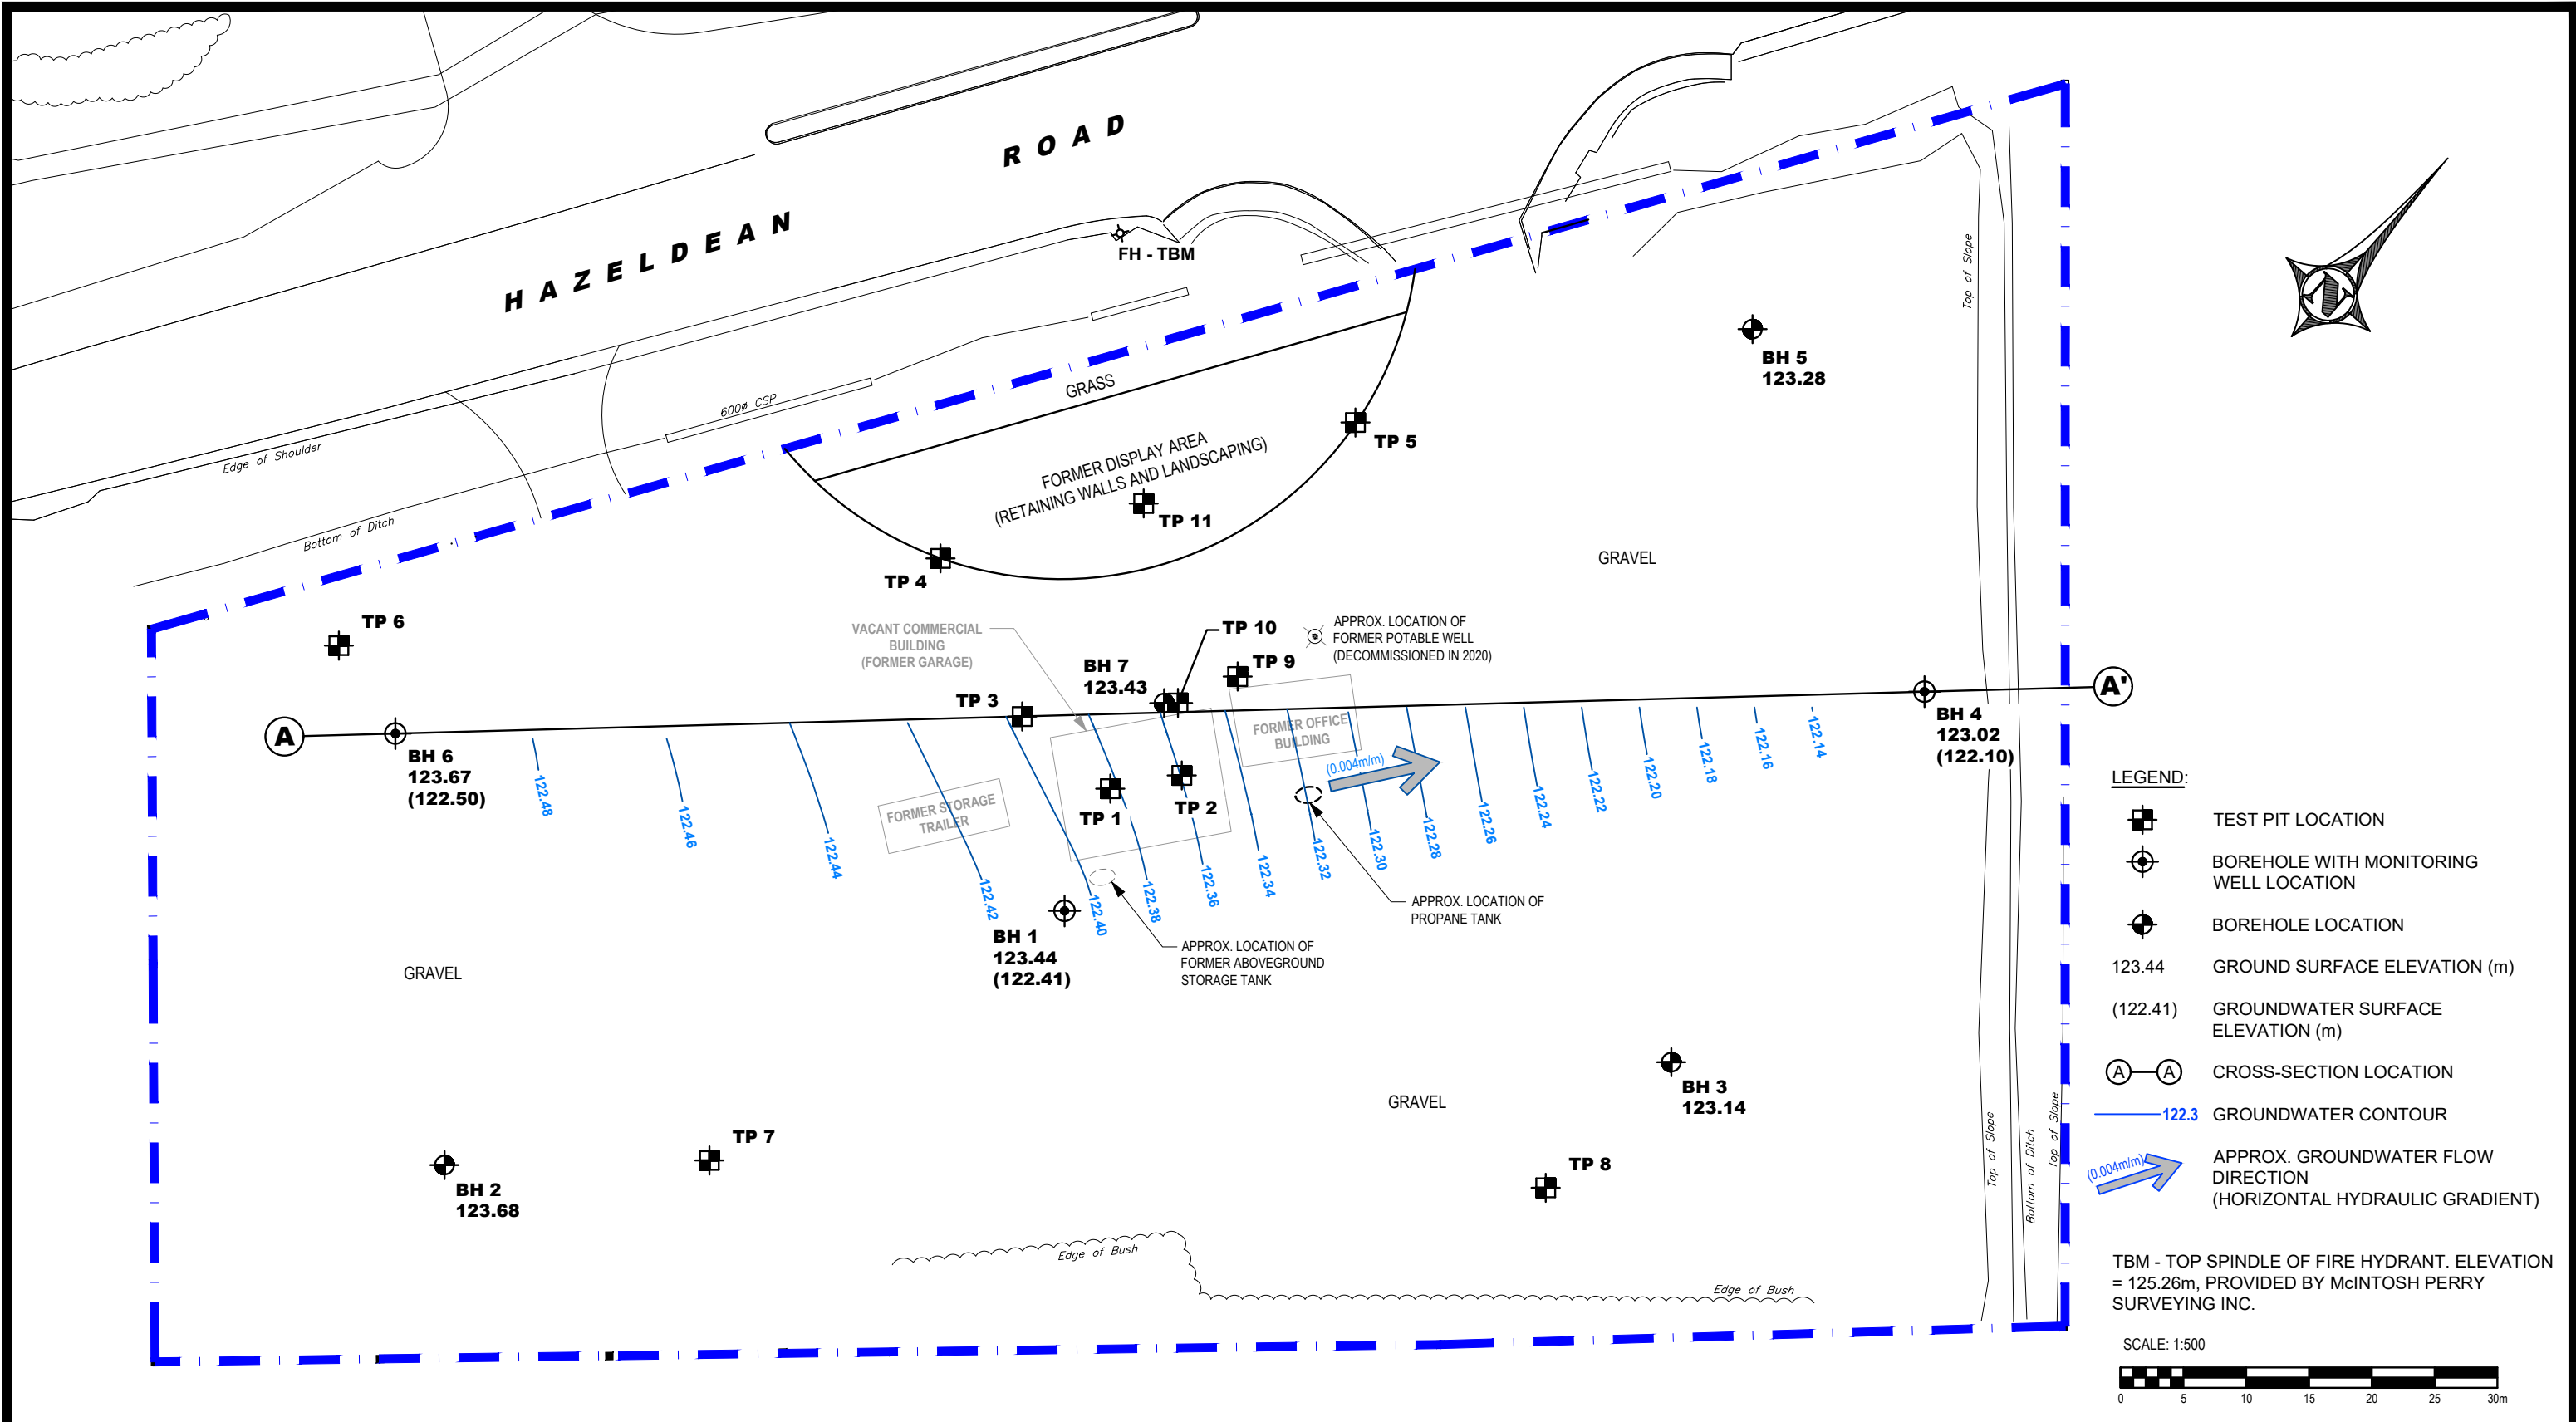 HAZELDEAN ROAD
FH - TBM
Top of Slope
BH 5
123.28
GRASS
600ø CSP
TP 5
FORMER DISPLAY AREA
(RETAINING WALLS AND LANDSCAPING)
Edge of Shoulder
TP 11
Bottom of Ditch
GRAVEL
TP 4
TP 6
VACANT COMMERCIAL
BUILDING
(FORMER GARAGE)
TP 10
APPROX. LOCATION OF
FORMER POTABLE WELL
(DECOMMISSIONED IN 2020)
BH 7
123.43
TP 9
TP 3
A
A'
BH 6
123.67
(122.50)
FORMER OFFICE
BUILDING
BH 4
123.02
(122.10)
(0.004m/m)
FORMER STORAGE
TRAILER
TP 1
TP 2
122.48
122.46
122.44
122.42
122.40
122.38
122.36
122.34
122.32
122.30
122.28
122.26
122.24
122.22
122.20
122.18
122.16
122.14
BH 1
123.44
(122.41)
APPROX. LOCATION OF
PROPANE TANK
APPROX. LOCATION OF
FORMER ABOVEGROUND
STORAGE TANK
GRAVEL
GRAVEL
BH 3
123.14
TP 7
TP 8
BH 2
123.68
Edge of Bush
Edge of Bush
Top of Slope
Bottom of Ditch
Top of Slope
N
LEGEND:
TEST PIT LOCATION
BOREHOLE WITH MONITORING
WELL LOCATION
BOREHOLE LOCATION
123.44 GROUND SURFACE ELEVATION (m)
(122.41) GROUNDWATER SURFACE
ELEVATION (m)
A A CROSS-SECTION LOCATION
122.3 GROUNDWATER CONTOUR
(0.004m/m) APPROX. GROUNDWATER FLOW
DIRECTION
(HORIZONTAL HYDRAULIC GRADIENT)
TBM - TOP SPINDLE OF FIRE HYDRANT. ELEVATION
= 125.26m, PROVIDED BY McINTOSH PERRY
SURVEYING INC.
SCALE: 1:500
0 5 10 15 20 25 30m